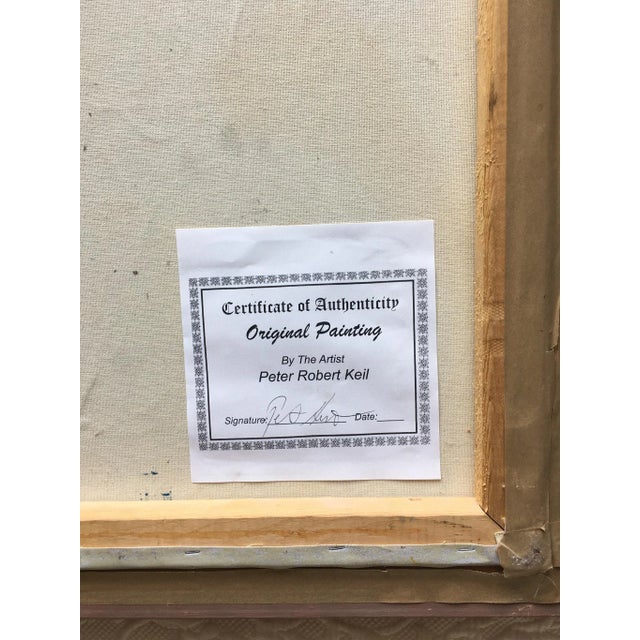 Certificate of Authenticity
Original Painting
By The Artist
Peter Robert Keil
Signature: Date: